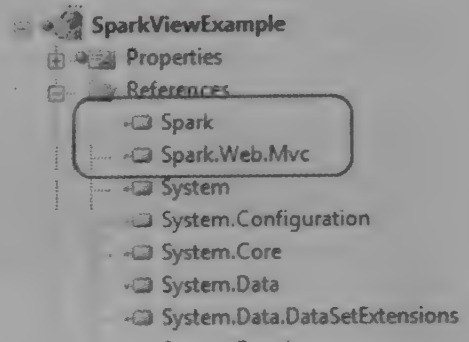 SparkViewExample
Properties
References
Spark
Spark.Web.Mvc
System
System.Configuration
System.Core
System.Data
System.Data.DataSetExtensions